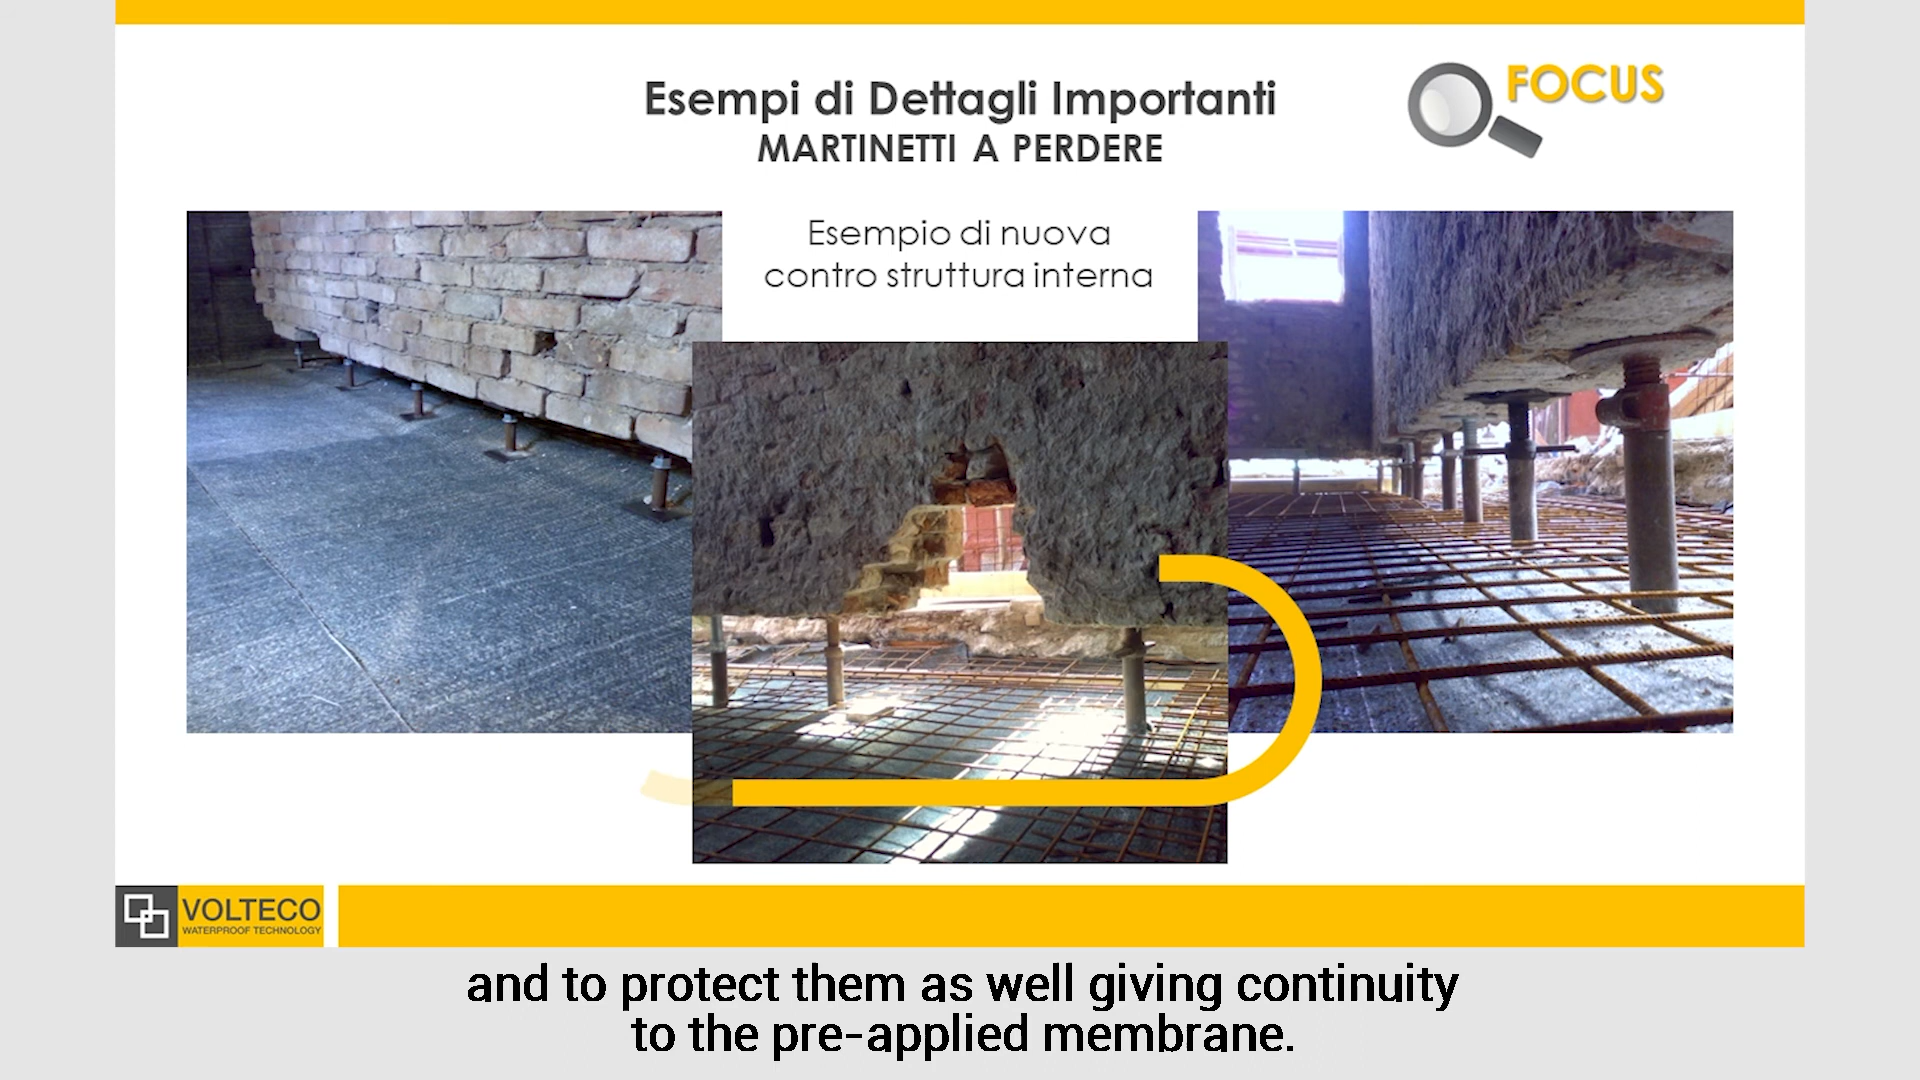 Esempi di Dettagli Importanti
MARTINETTI A PERDERE
FOCUS
Esempio di nuova
contro struttura interna
VOLTECO
WATERPROOF TECHNOLOGY
and to protect them as well giving continuity
to the pre-applied membrane.